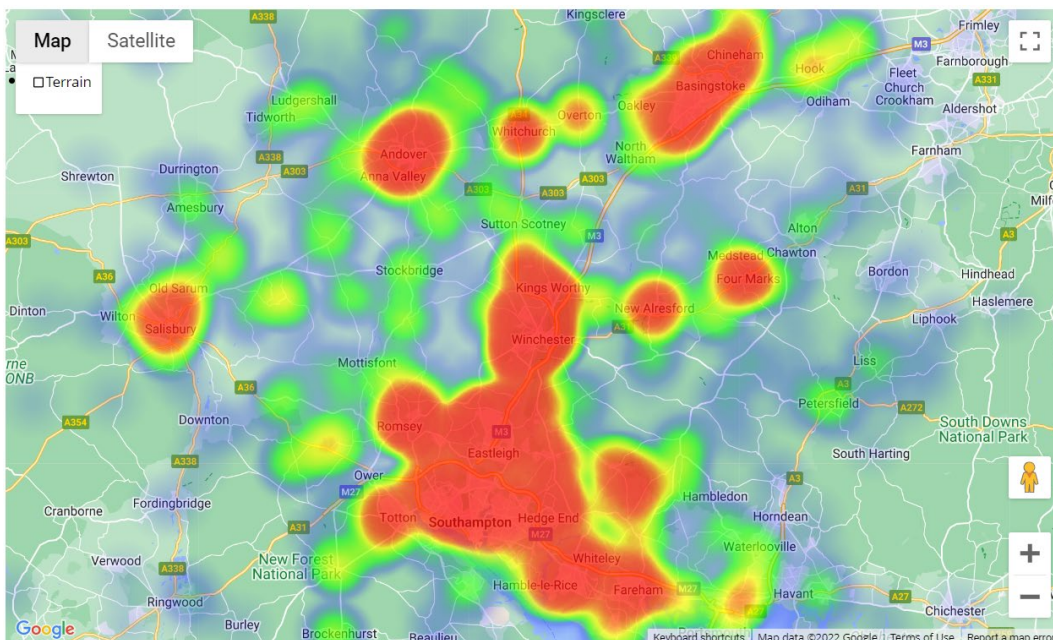 Map Satellite
Terrain
A338
Kingsclere
Frimley
M3
Chineham
Farnborough
Hook
A331
Basingstoke
Fleet
Church
Crookham
Ludgershall
Oakley
Odiham
Aldershot
Tidworth
Overton
A34
Whitchurch
Andover
North
Waltham
Farnham
A338
A303
Durrington
Shrewton
Anna Valley
A303
A303
A303
A31
Amesbury
Sutton Scotney
Alton
A303
M3
A3
Medstead
Chawton
Stockbridge
Four Marks
Bordon
Hindhead
A36
Old Sarum
Kings Worthy
Haslemere
Dinton
Wilton
New Alresford
Liphook
Salisbury
Winchester
Mottisfont
Liss
A36
A3
Petersfield
A272
A354
Downton
Romsey
M3
South Downs
National Park
Eastleigh
South Harting
A338
Ower
A3
M27
Hambledon
Cranborne
Fordingbridge
Totton
Southampton
Hedge End
Horndean
A31
M27
Waterlooville
Verwood
New Forest
National Park
Whiteley
A338
Hamble-le-Rice
Fareham
M27
Havant
A27
Ringwood
Chichester
Burley
Brockenhurst
Beaulieu
Google
Keyboard shortcuts Map data ©2022 Google Terms of Use